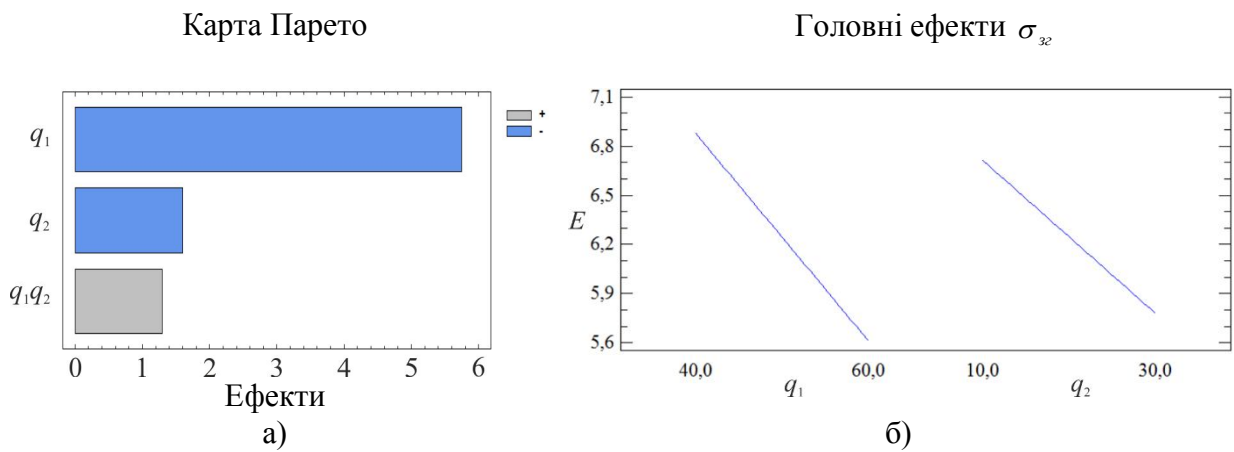 Карта Парето
+
-
q₁
q₂
q₁q₂
0 1 2 3 4 5 6
Ефекти
а)
Головні ефекти σзг
7,1
6,8
6,5
E
6,2
5,9
5,6
40,0 q₁ 60,0 10,0 q₂ 30,0
б)